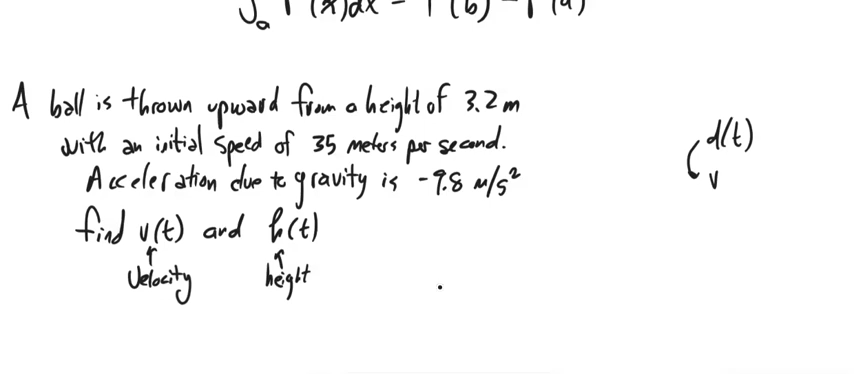 ∫ₐ F'(x)dx = F(b) - F(a)
A ball is thrown upward from a height of 3.2 m
with an initial speed of 35 meters per second.
Acceleration due to gravity is -9.8 m/s²
find v(t) and h(t)
↑ ↑
Velocity height
d(t)
v